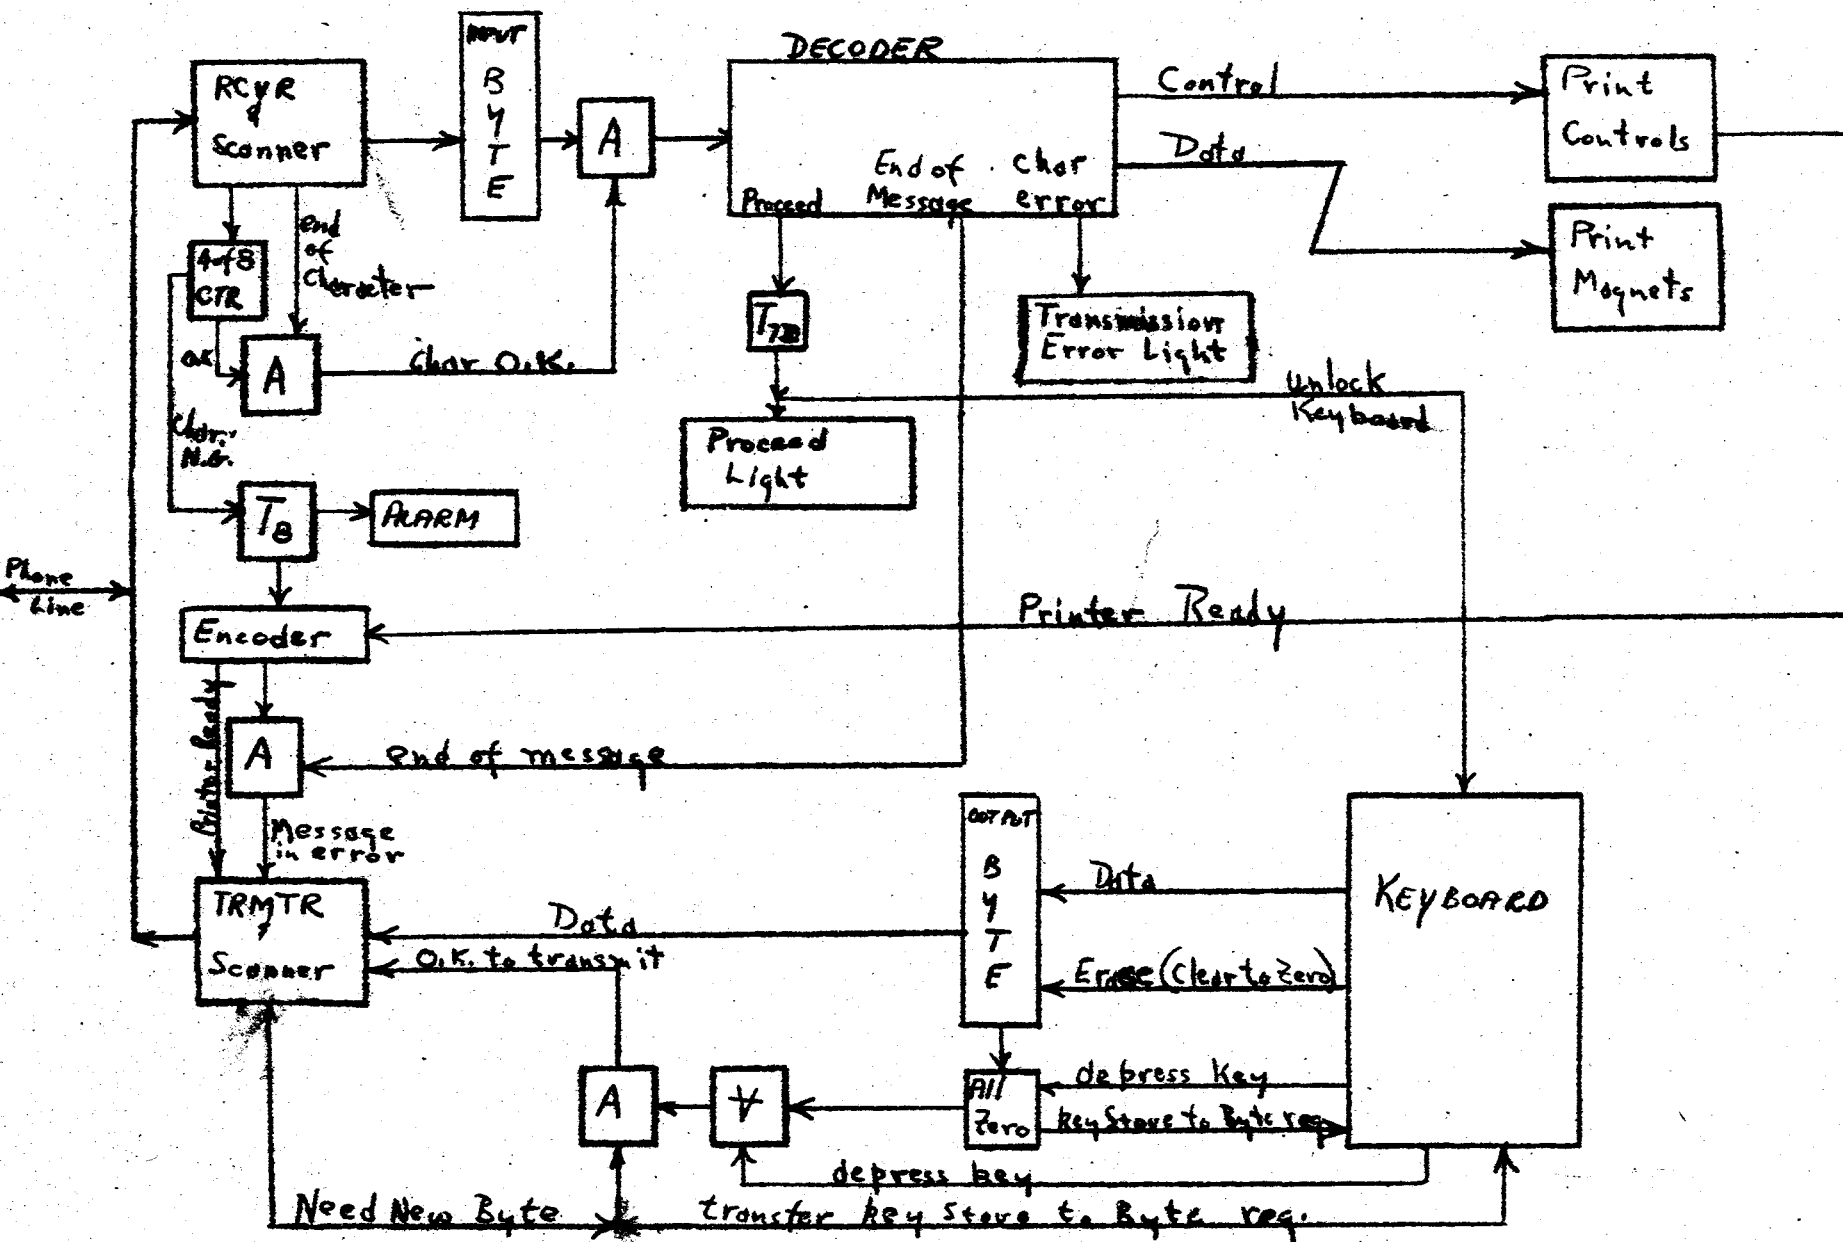 INPUT
BYTE
DECODER
RCVR
&
Scanner
A
Control
Print
Controls
Data
End of
Message
Char
error
Proceed
Print
Magnets
end
of
Character
4 of 8
CTR
OK
A
Char O.K.
Transmission
Error Light
Unlock
Keyboard
Char.
N.G.
Proceed
Light
T8
ALARM
Phone
Line
Encoder
Printer Ready
Printer Ready
A
end of message
Message
in error
OUTPUT
BYTE
Data
KEYBOARD
TRMTR
&
Scanner
Data
O.K. to transmit
Erase (Clear to Zero)
All
Zero
depress key
key Store to Byte reg
A
∀
depress key
Need New Byte
transfer key Store to Byte reg.